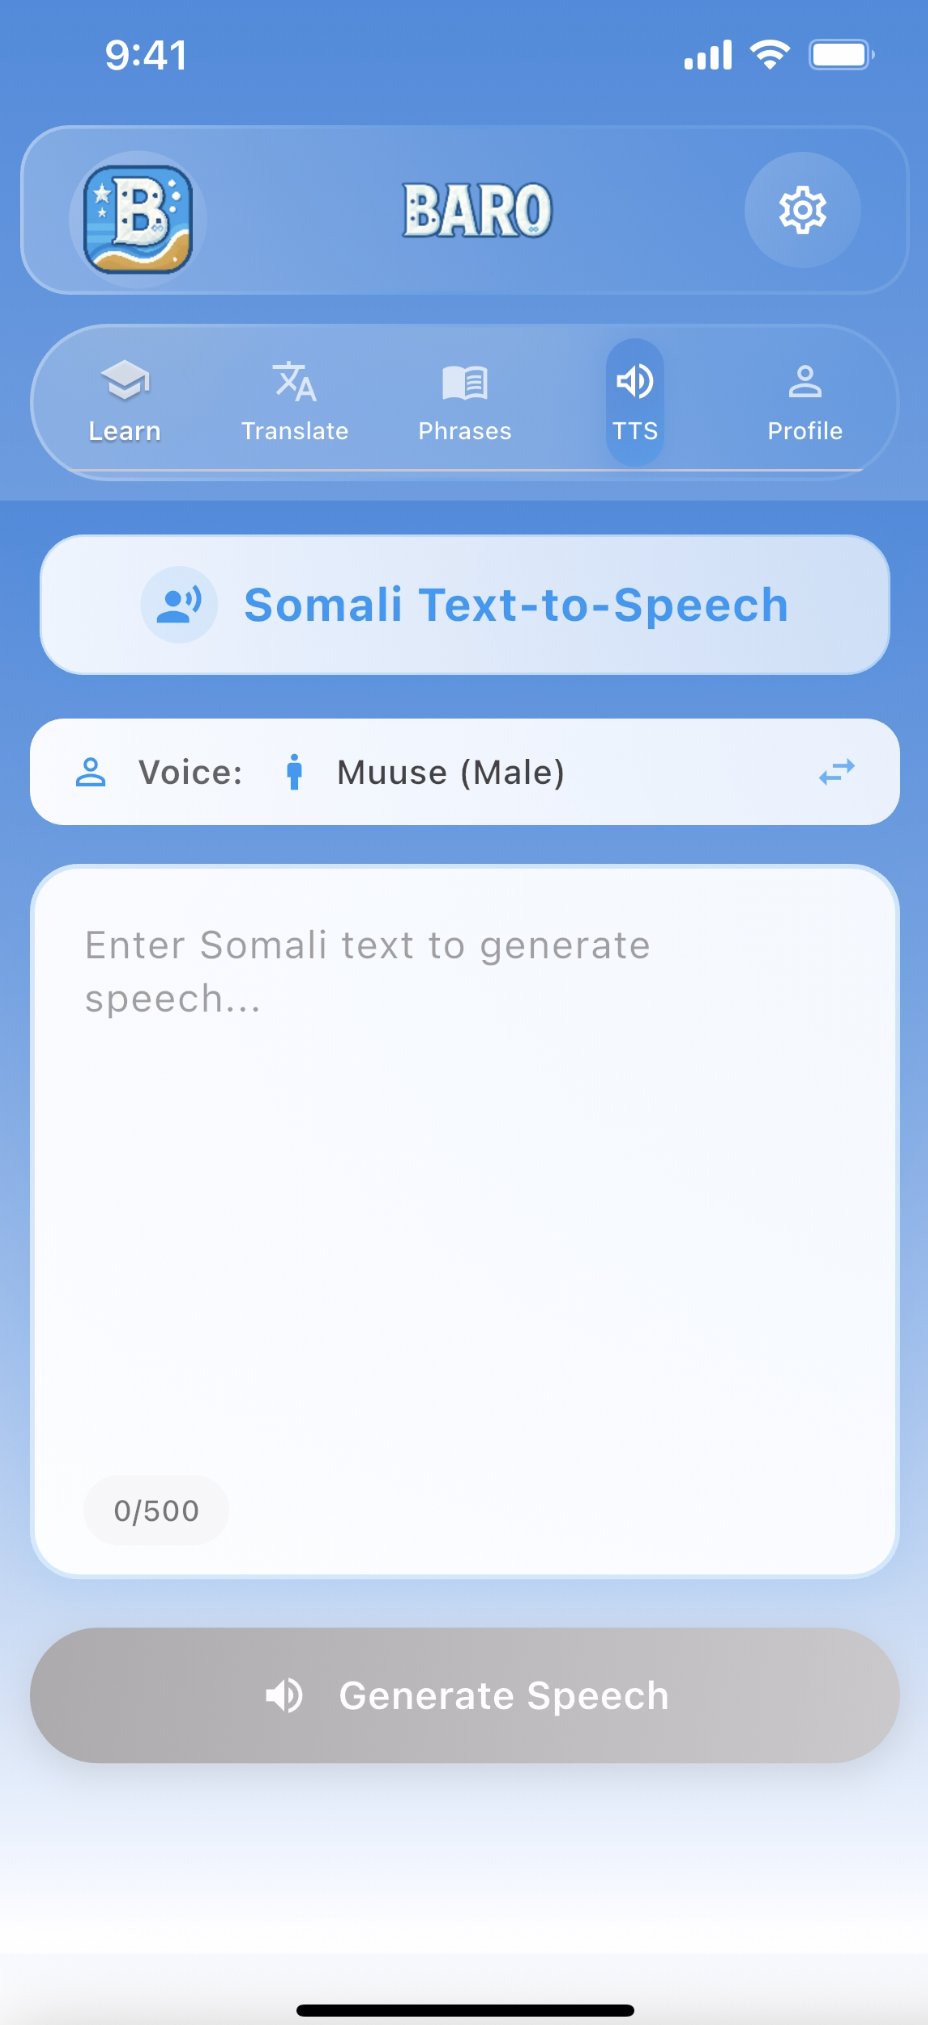 9:41
B
BARO
Learn
Translate
Phrases
TTS
Profile
Somali Text-to-Speech
Voice: Muuse (Male)
Enter Somali text to generate
speech...
0/500
Generate Speech